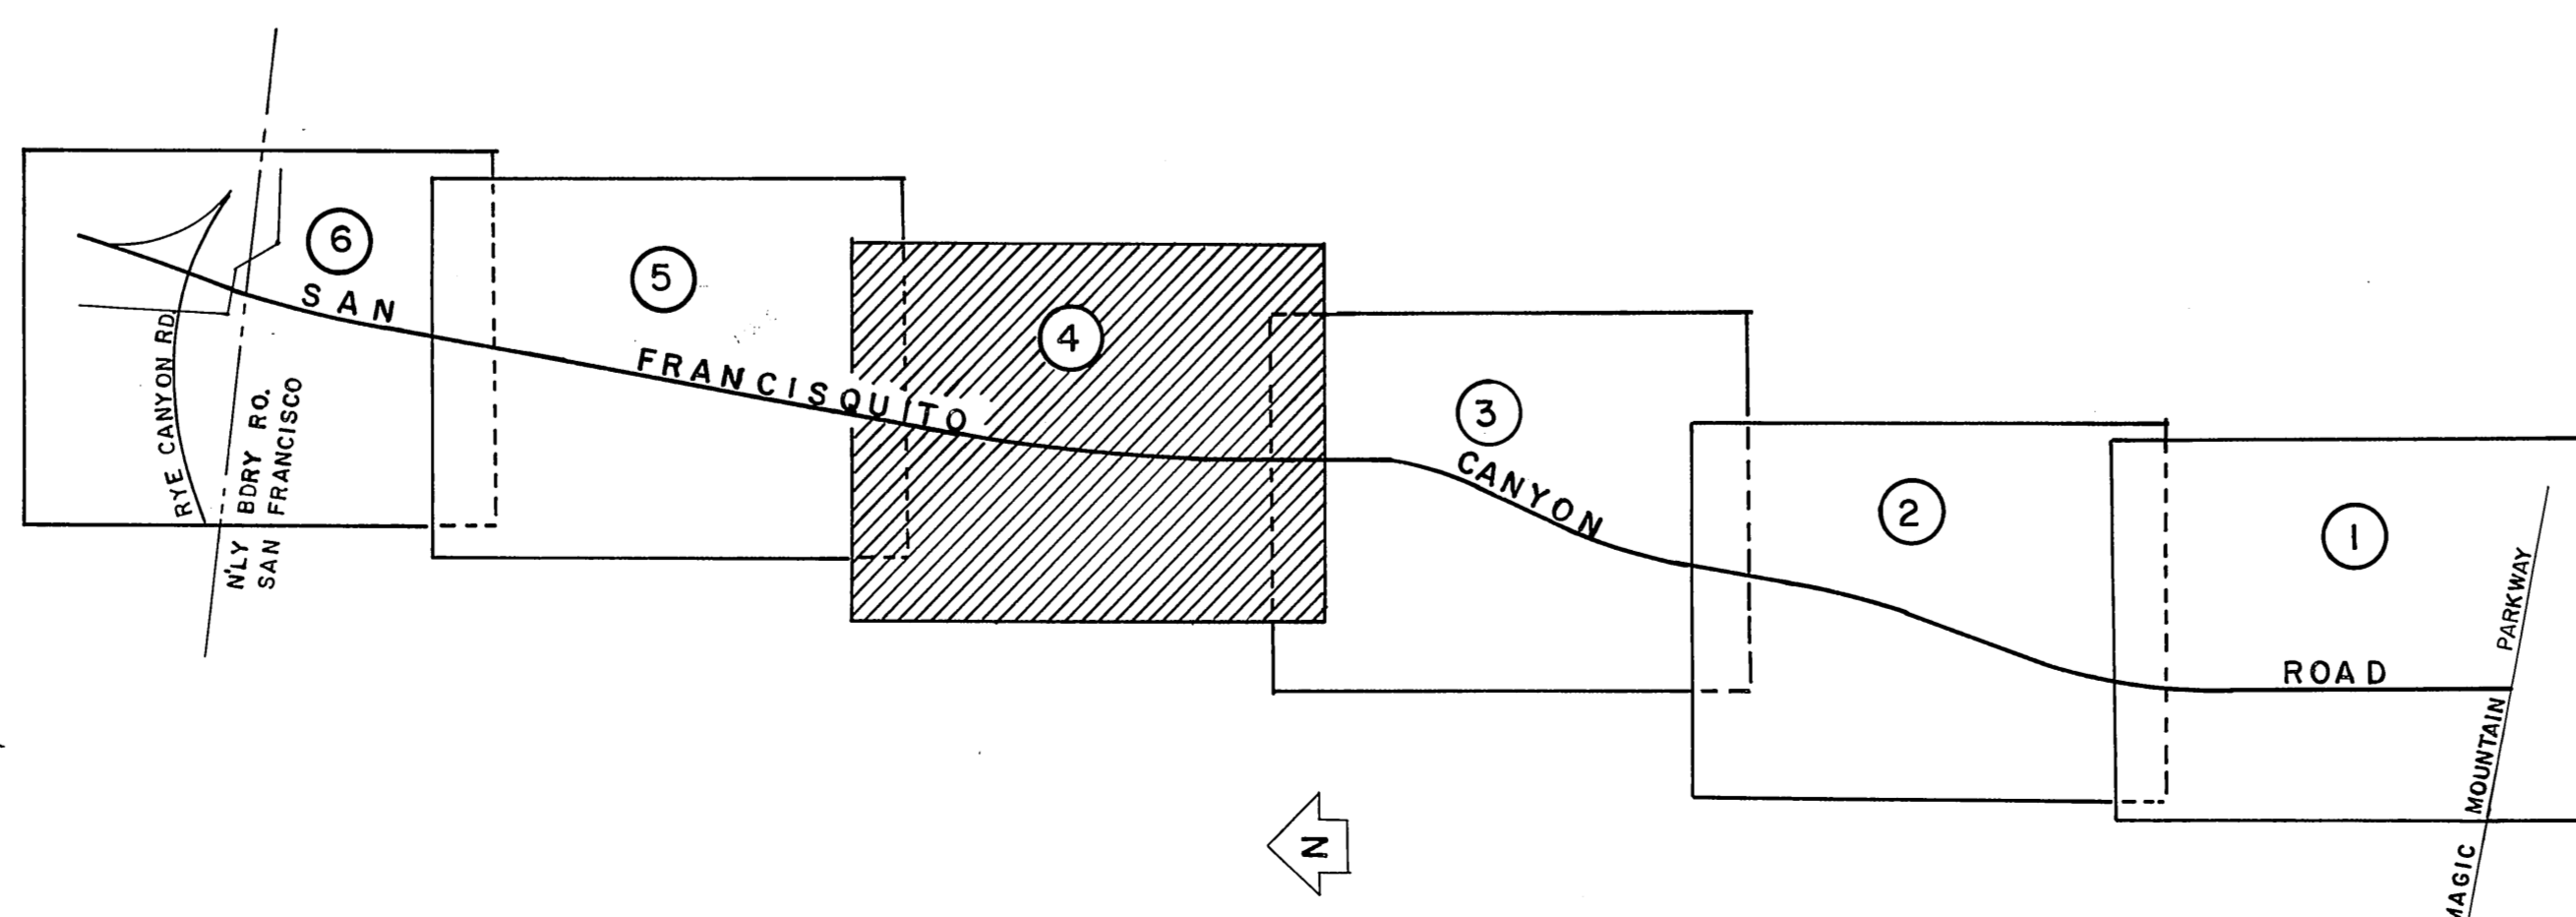 6
5
4
3
2
1
SAN FRANCISQUITO CANYON ROAD
RYE CANYON RD.
N'LY BDRY RO.
SAN FRANCISCO
MAGIC MOUNTAIN PARKWAY
N